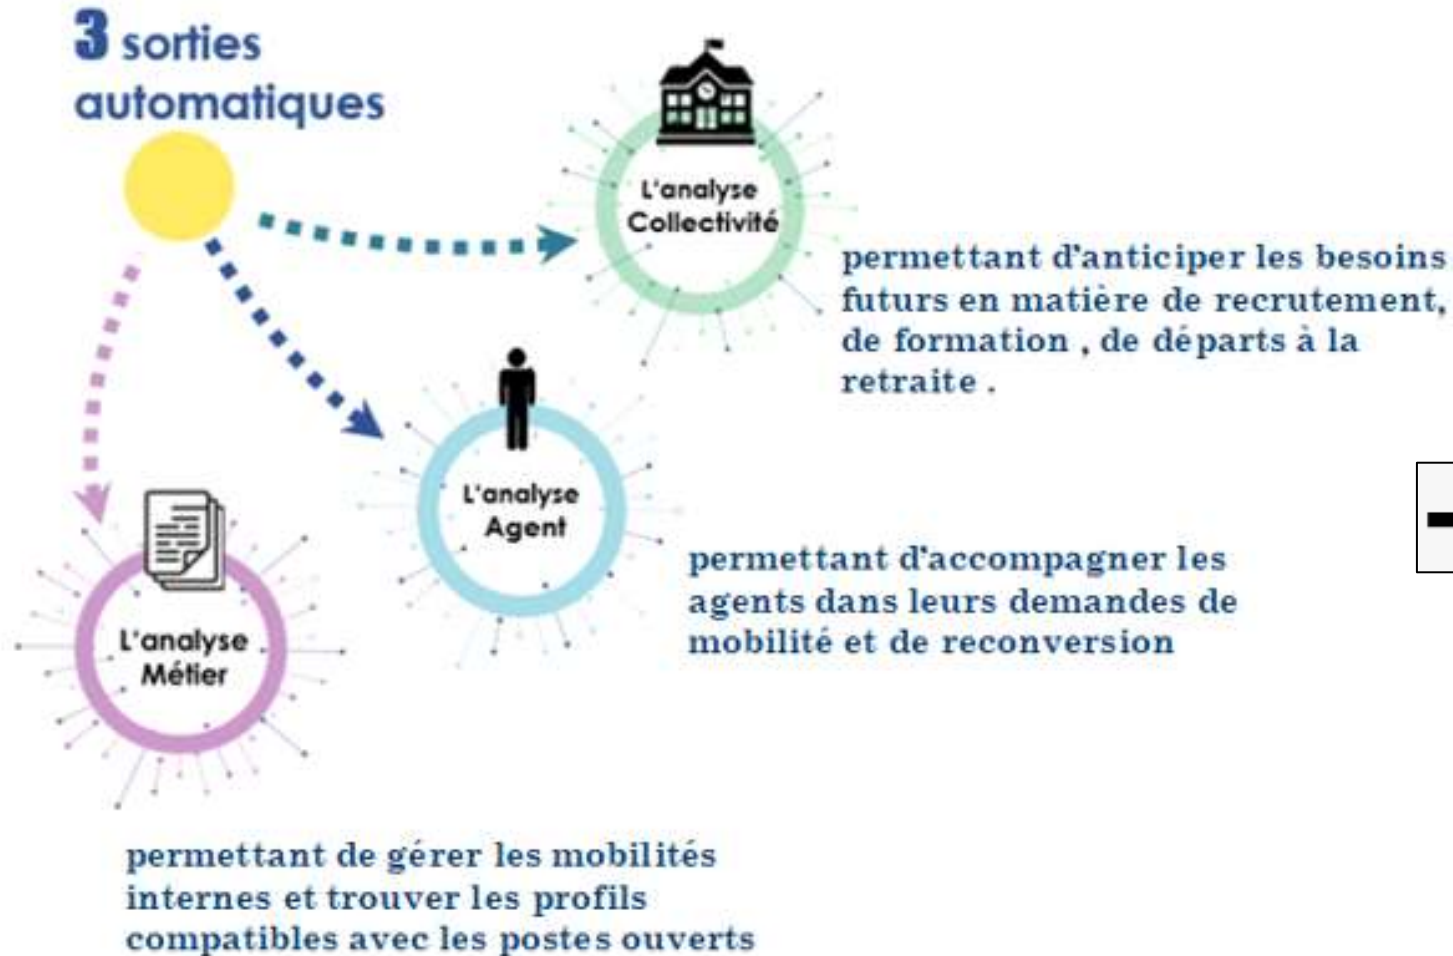 3 sorties
automatiques
L'analyse
Collectivité
permettant d'anticiper les besoins
futurs en matière de recrutement,
de formation , de départs à la
retraite .
L'analyse
Agent
permettant d'accompagner les
agents dans leurs demandes de
mobilité et de reconversion
L'analyse
Métier
permettant de gérer les mobilités
internes et trouver les profils
compatibles avec les postes ouverts